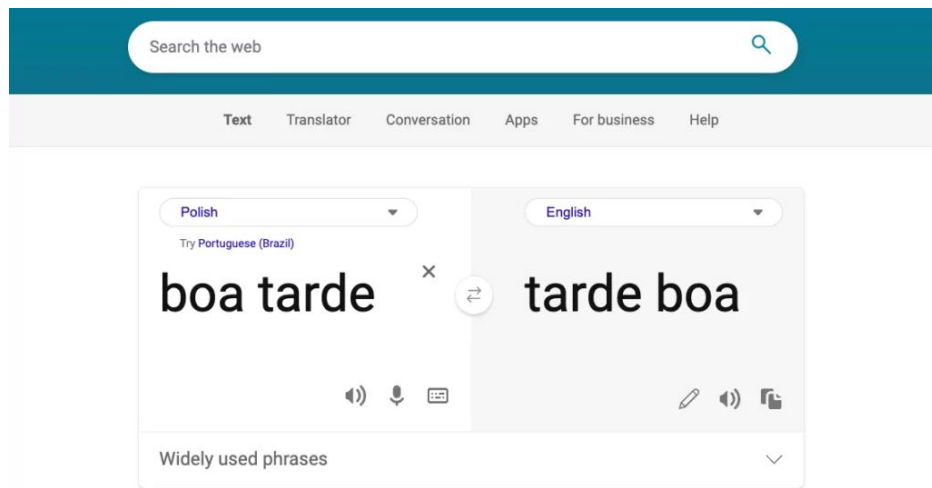 Search the web
Text Translator Conversation Apps For business Help
Polish English
Try Portuguese (Brazil)
boa tarde tarde boa
Widely used phrases